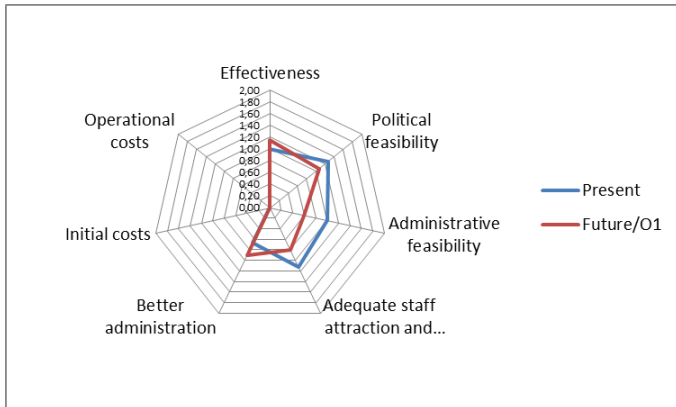 Effectiveness
2,00
1,80
1,60
1,40
1,20
1,00
0,80
0,60
0,40
0,20
0,00
Political
feasibility
Administrative
feasibility
Adequate staff
attraction and...
Better
administration
Initial costs
Operational
costs
Present
Future/O1